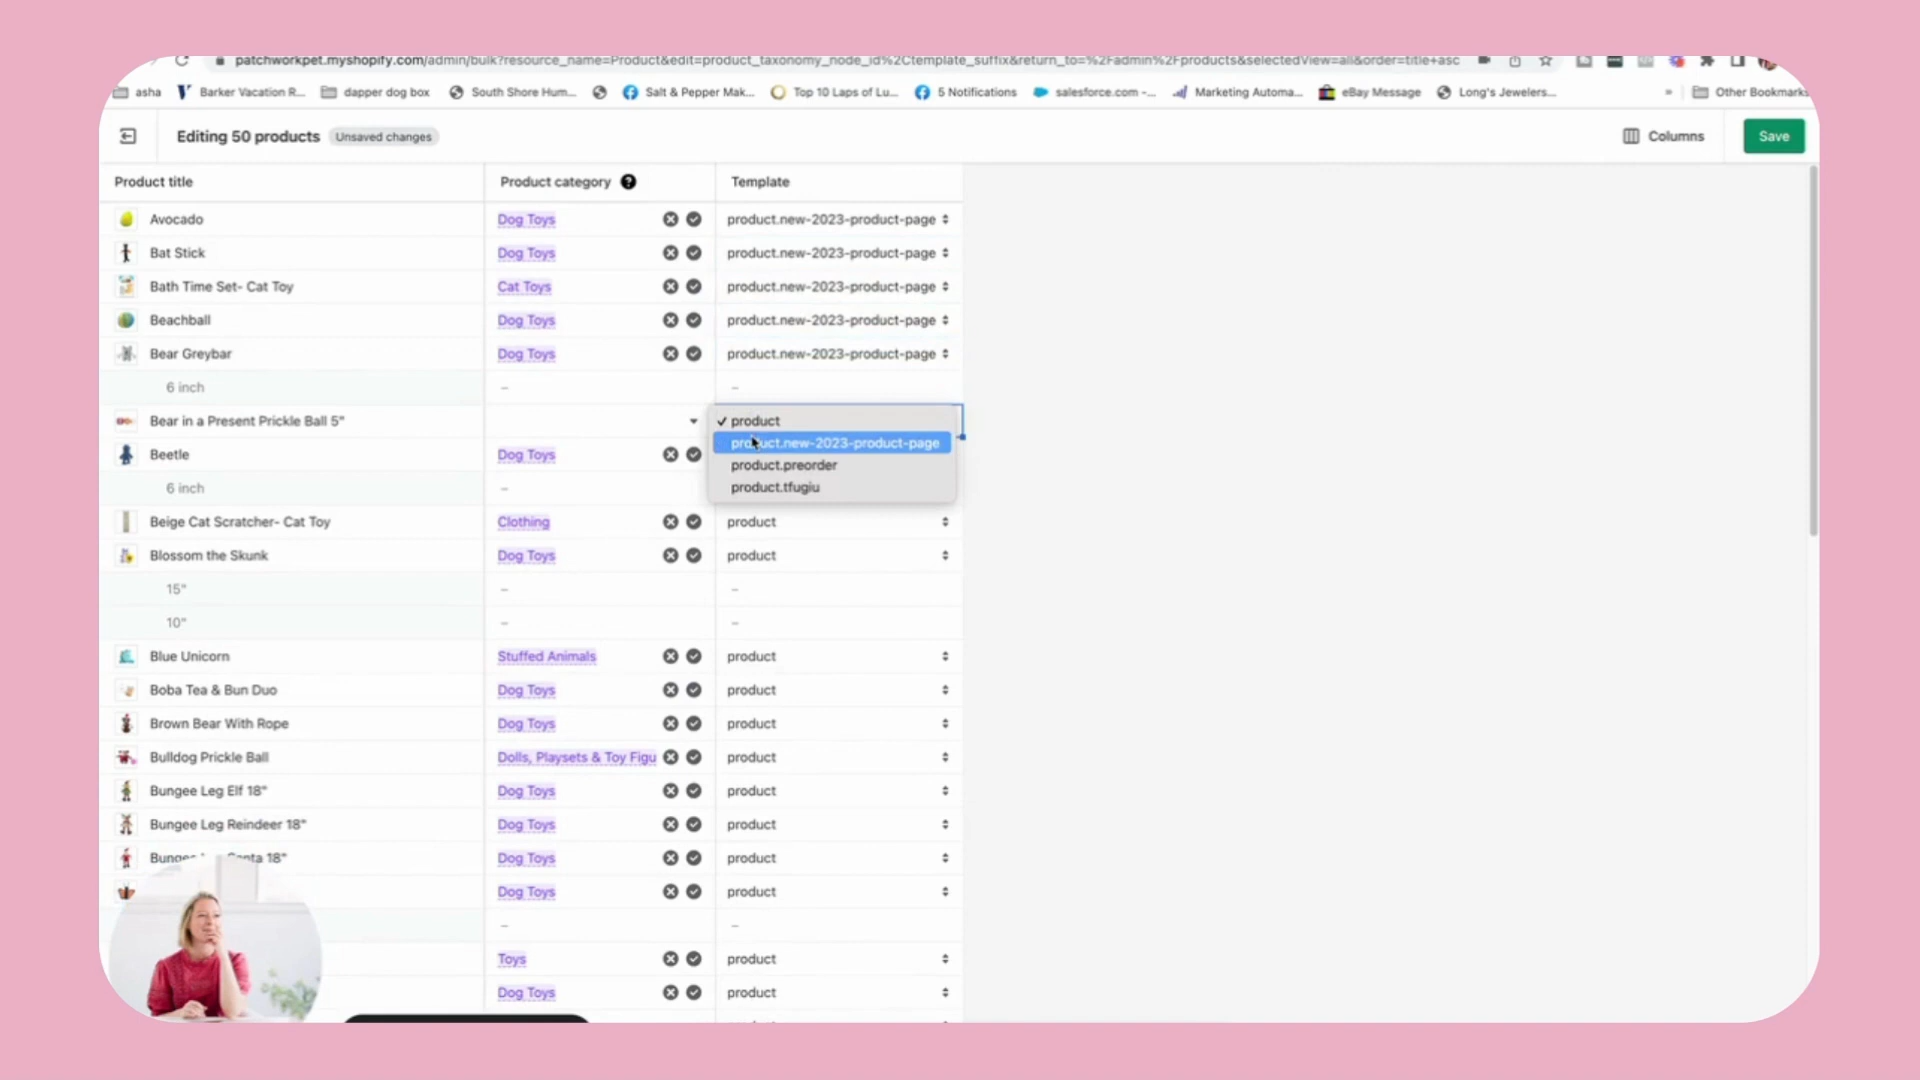 patchworkpet.myshopify.com/admin/bulk?resource_name=Product&edit=product_taxonomy_node_id%2Ctemplate_suffix&return_to=%2Fadmin%2Fproducts&selectedView=all&order=title+asc
asha Barker Vacation R... dapper dog box South Shore Hum... Salt & Pepper Mak... Top 10 Laps of Lu... 5 Notifications salesforce.com -... Marketing Automa... eBay Message Long's Jewelers... » Other Bookmarks
Editing 50 products Unsaved changes Columns Save
Product title Product category ? Template
Avocado Dog Toys product.new-2023-product-page
Bat Stick Dog Toys product.new-2023-product-page
Bath Time Set- Cat Toy Cat Toys product.new-2023-product-page
Beachball Dog Toys product.new-2023-product-page
Bear Greybar Dog Toys product.new-2023-product-page
6 inch – –
Bear in a Present Prickle Ball 5" ✓ product
product.new-2023-product-page
Beetle Dog Toys product.preorder
6 inch – product.tfugiu
Beige Cat Scratcher- Cat Toy Clothing product
Blossom the Skunk Dog Toys product
15" – –
10" – –
Blue Unicorn Stuffed Animals product
Boba Tea & Bun Duo Dog Toys product
Brown Bear With Rope Dog Toys product
Bulldog Prickle Ball Dolls, Playsets & Toy Figu product
Bungee Leg Elf 18" Dog Toys product
Bungee Leg Reindeer 18" Dog Toys product
18" Dog Toys product
Dog Toys product
– –
Toys product
Dog Toys product